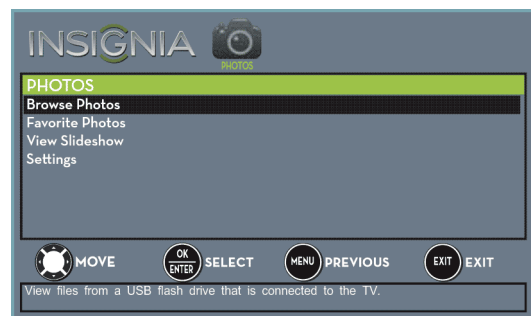 INSIGNIA
PHOTOS
PHOTOS
Browse Photos
Favorite Photos
View Slideshow
Settings
MOVE
OK
ENTER
SELECT
MENU
PREVIOUS
EXIT
EXIT
View files from a USB flash drive that is connected to the TV.